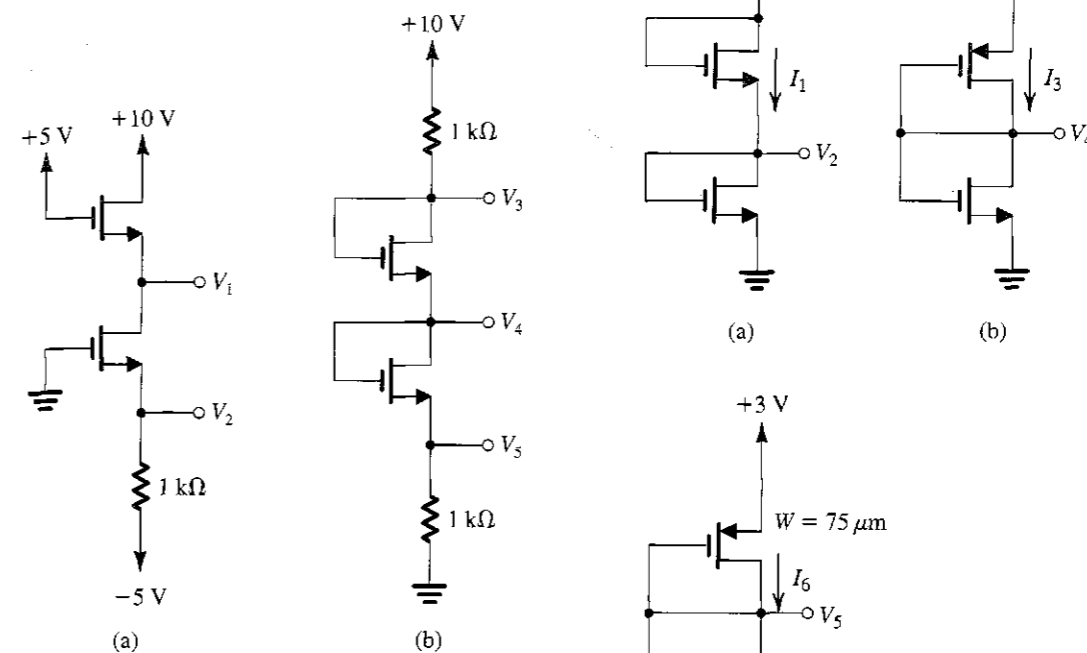 +5 V
+10 V
V₁
V₂
1 kΩ
−5 V
(a)
+10 V
1 kΩ
V₃
V₄
V₅
1 kΩ
(b)
I₁
V₂
(a)
I₃
(b)
+3 V
W = 75 μm
I₆
V₅